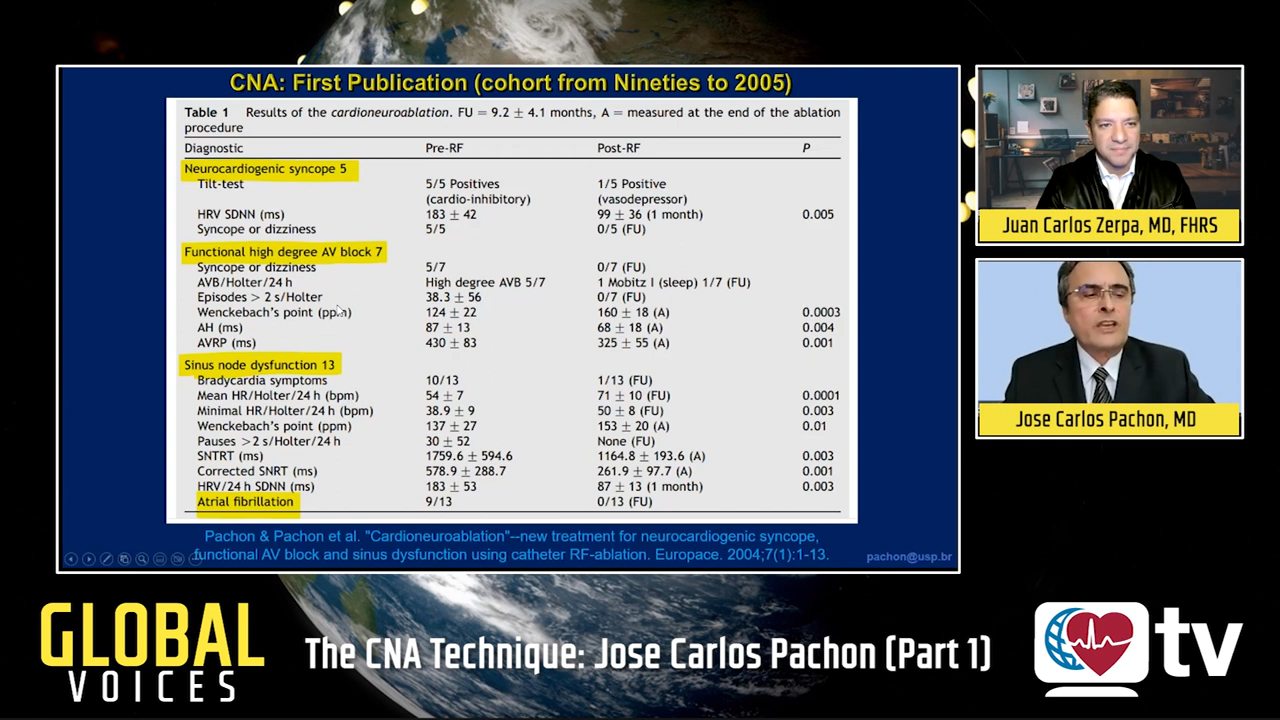 CNA: First Publication (cohort from Nineties to 2005)
Table 1 Results of the cardioneuroablation. FU = 9.2 ± 4.1 months, A = measured at the end of the ablation
procedure
Diagnostic Pre-RF Post-RF P
Neurocardiogenic syncope 5
Tilt-test 5/5 Positives 1/5 Positive
(cardio-inhibitory) (vasodepressor)
HRV SDNN (ms) 183 ± 42 99 ± 36 (1 month) 0.005
Syncope or dizziness 5/5 0/5 (FU)
Functional high degree AV block 7
Syncope or dizziness 5/7 0/7 (FU)
AVB/Holter/24 h High degree AVB 5/7 1 Mobitz I (sleep) 1/7 (FU)
Episodes > 2 s/Holter 38.3 ± 56 0/7 (FU)
Wenckebach's point (ppm) 124 ± 22 160 ± 18 (A) 0.0003
AH (ms) 87 ± 13 68 ± 18 (A) 0.004
AVRP (ms) 430 ± 83 325 ± 55 (A) 0.001
Sinus node dysfunction 13
Bradycardia symptoms 10/13 1/13 (FU)
Mean HR/Holter/24 h (bpm) 54 ± 7 71 ± 10 (FU) 0.0001
Minimal HR/Holter/24 h (bpm) 38.9 ± 9 50 ± 8 (FU) 0.003
Wenckebach's point (ppm) 137 ± 27 153 ± 20 (A) 0.01
Pauses >2 s/Holter/24 h 30 ± 52 None (FU)
SNTRT (ms) 1759.6 ± 594.6 1164.8 ± 193.6 (A) 0.003
Corrected SNRT (ms) 578.9 ± 288.7 261.9 ± 97.7 (A) 0.001
HRV/24 h SDNN (ms) 183 ± 53 87 ± 13 (1 month) 0.003
Atrial fibrillation 9/13 0/13 (FU)
Pachon & Pachon et al. "Cardioneuroablation"--new treatment for neurocardiogenic syncope,
functional AV block and sinus dysfunction using catheter RF-ablation. Europace. 2004;7(1):1-13.
pachon@usp.br
Juan Carlos Zerpa, MD, FHRS
Jose Carlos Pachon, MD
GLOBAL
VOICES
The CNA Technique: Jose Carlos Pachon (Part 1)
tv